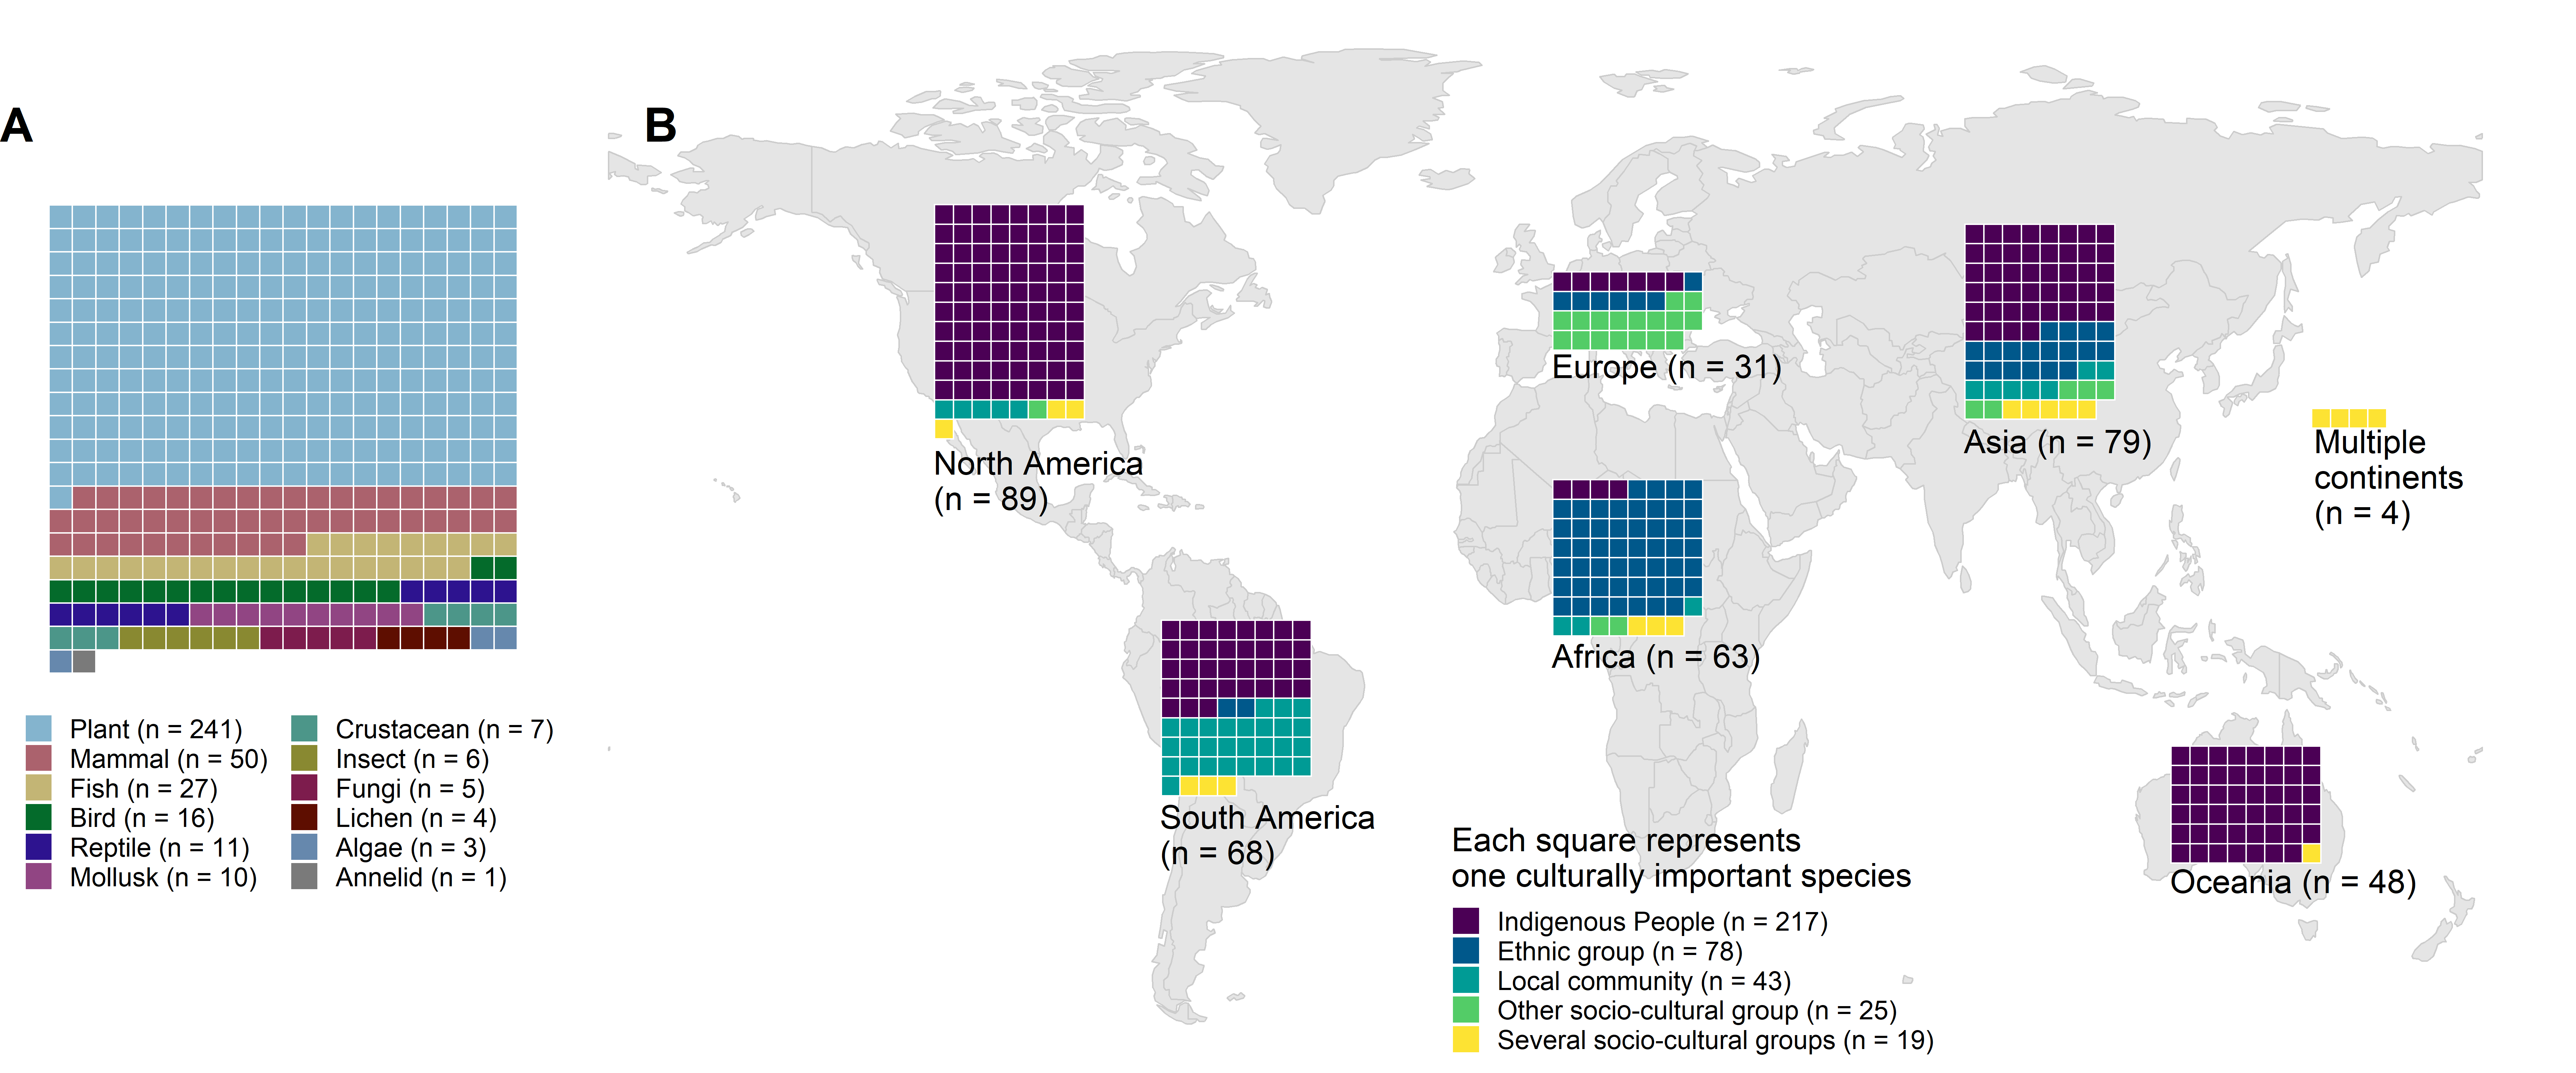 A
B
Plant (n = 241)
Mammal (n = 50)
Fish (n = 27)
Bird (n = 16)
Reptile (n = 11)
Mollusk (n = 10)
Crustacean (n = 7)
Insect (n = 6)
Fungi (n = 5)
Lichen (n = 4)
Algae (n = 3)
Annelid (n = 1)
North America
(n = 89)
Europe (n = 31)
Asia (n = 79)
Multiple
continents
(n = 4)
Africa (n = 63)
South America
(n = 68)
Oceania (n = 48)
Each square represents
one culturally important species
Indigenous People (n = 217)
Ethnic group (n = 78)
Local community (n = 43)
Other socio-cultural group (n = 25)
Several socio-cultural groups (n = 19)